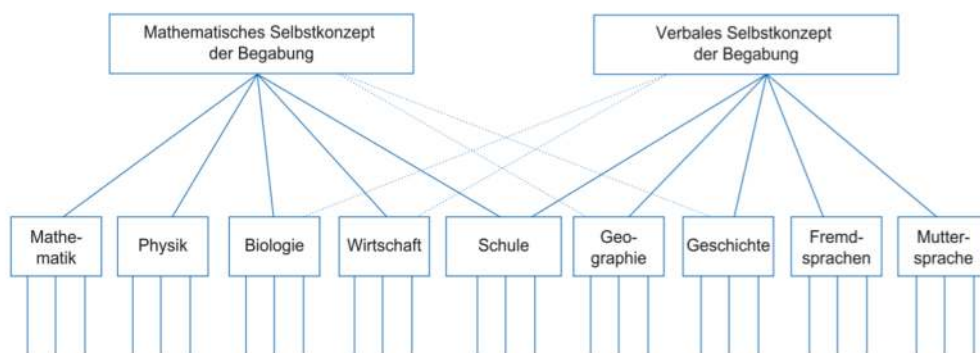 Mathematisches Selbstkonzept
der Begabung
Verbales Selbstkonzept
der Begabung
Mathe-
matik
Physik
Biologie
Wirtschaft
Schule
Geo-
graphie
Geschichte
Fremd-
sprachen
Mutter-
sprache